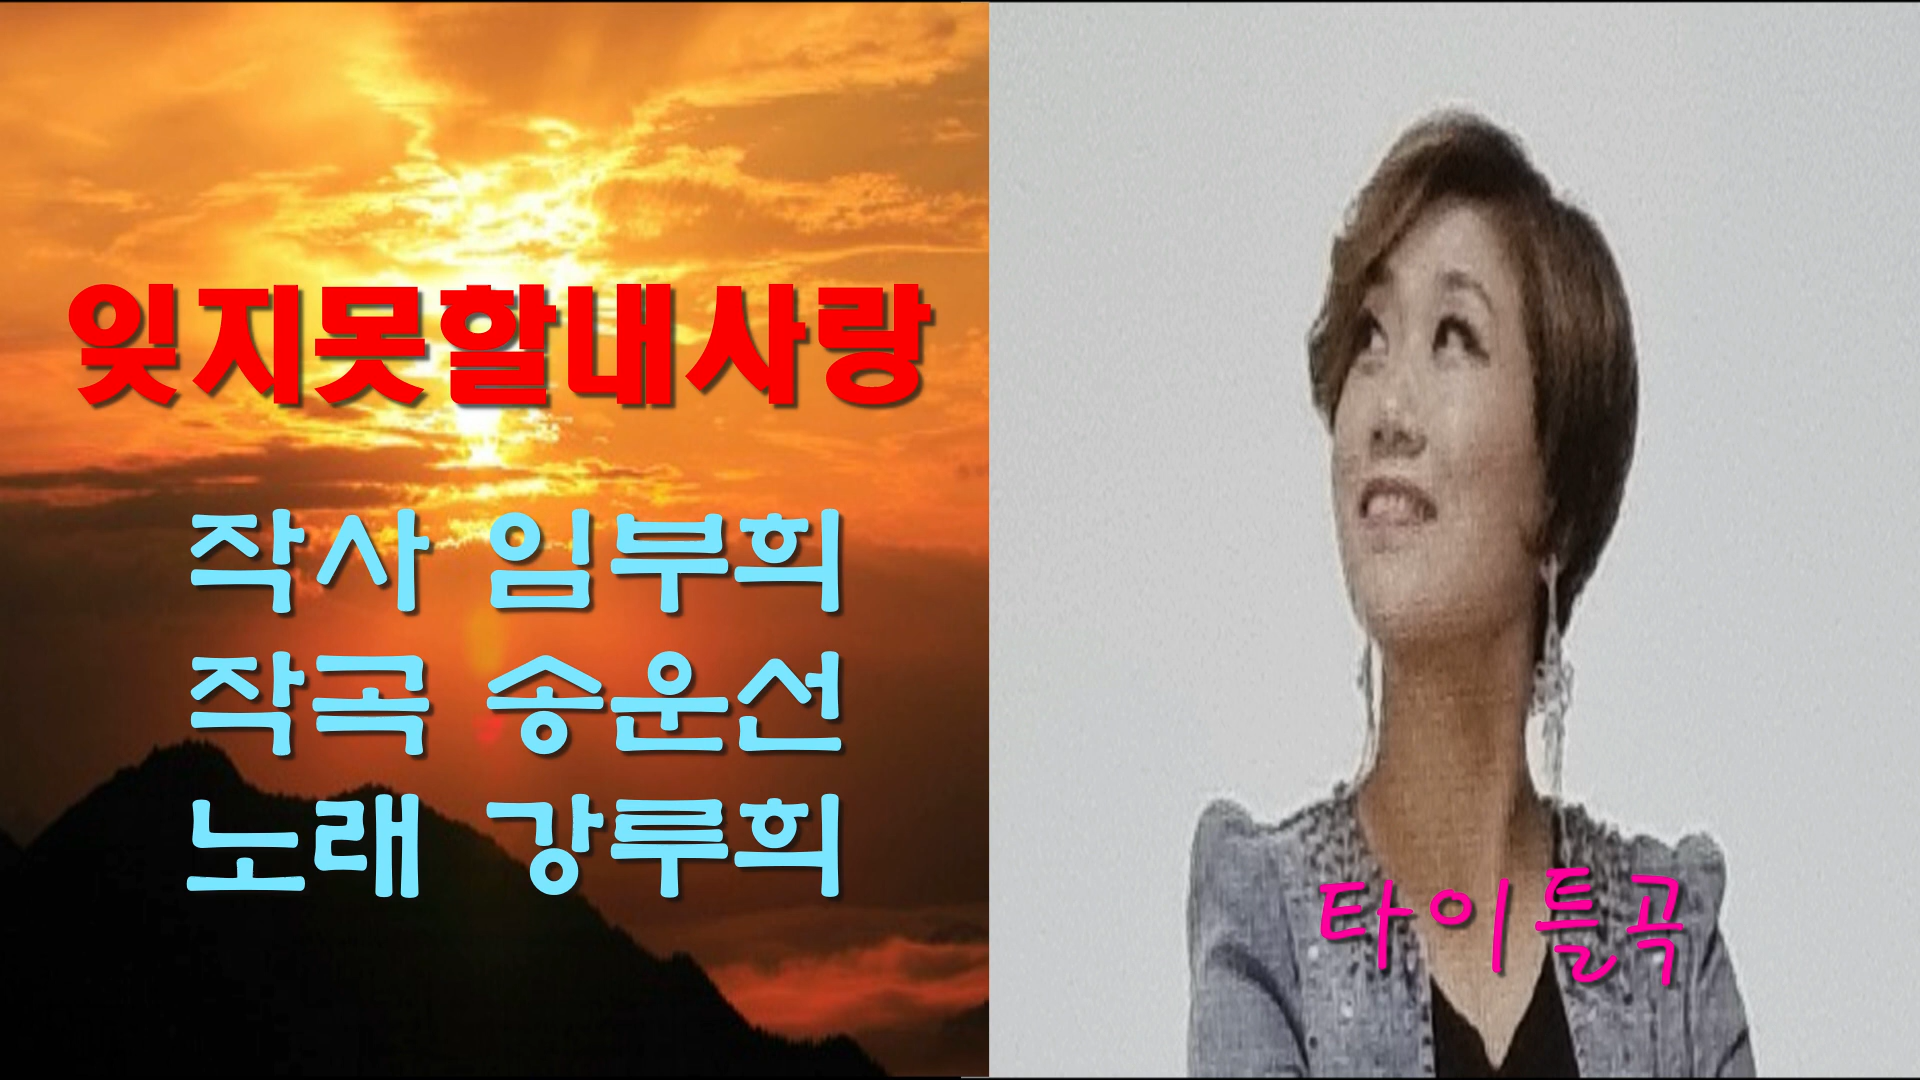 잊지못할내사랑
작사 임부희
작곡 송운선
노래 강루희
타이틀곡